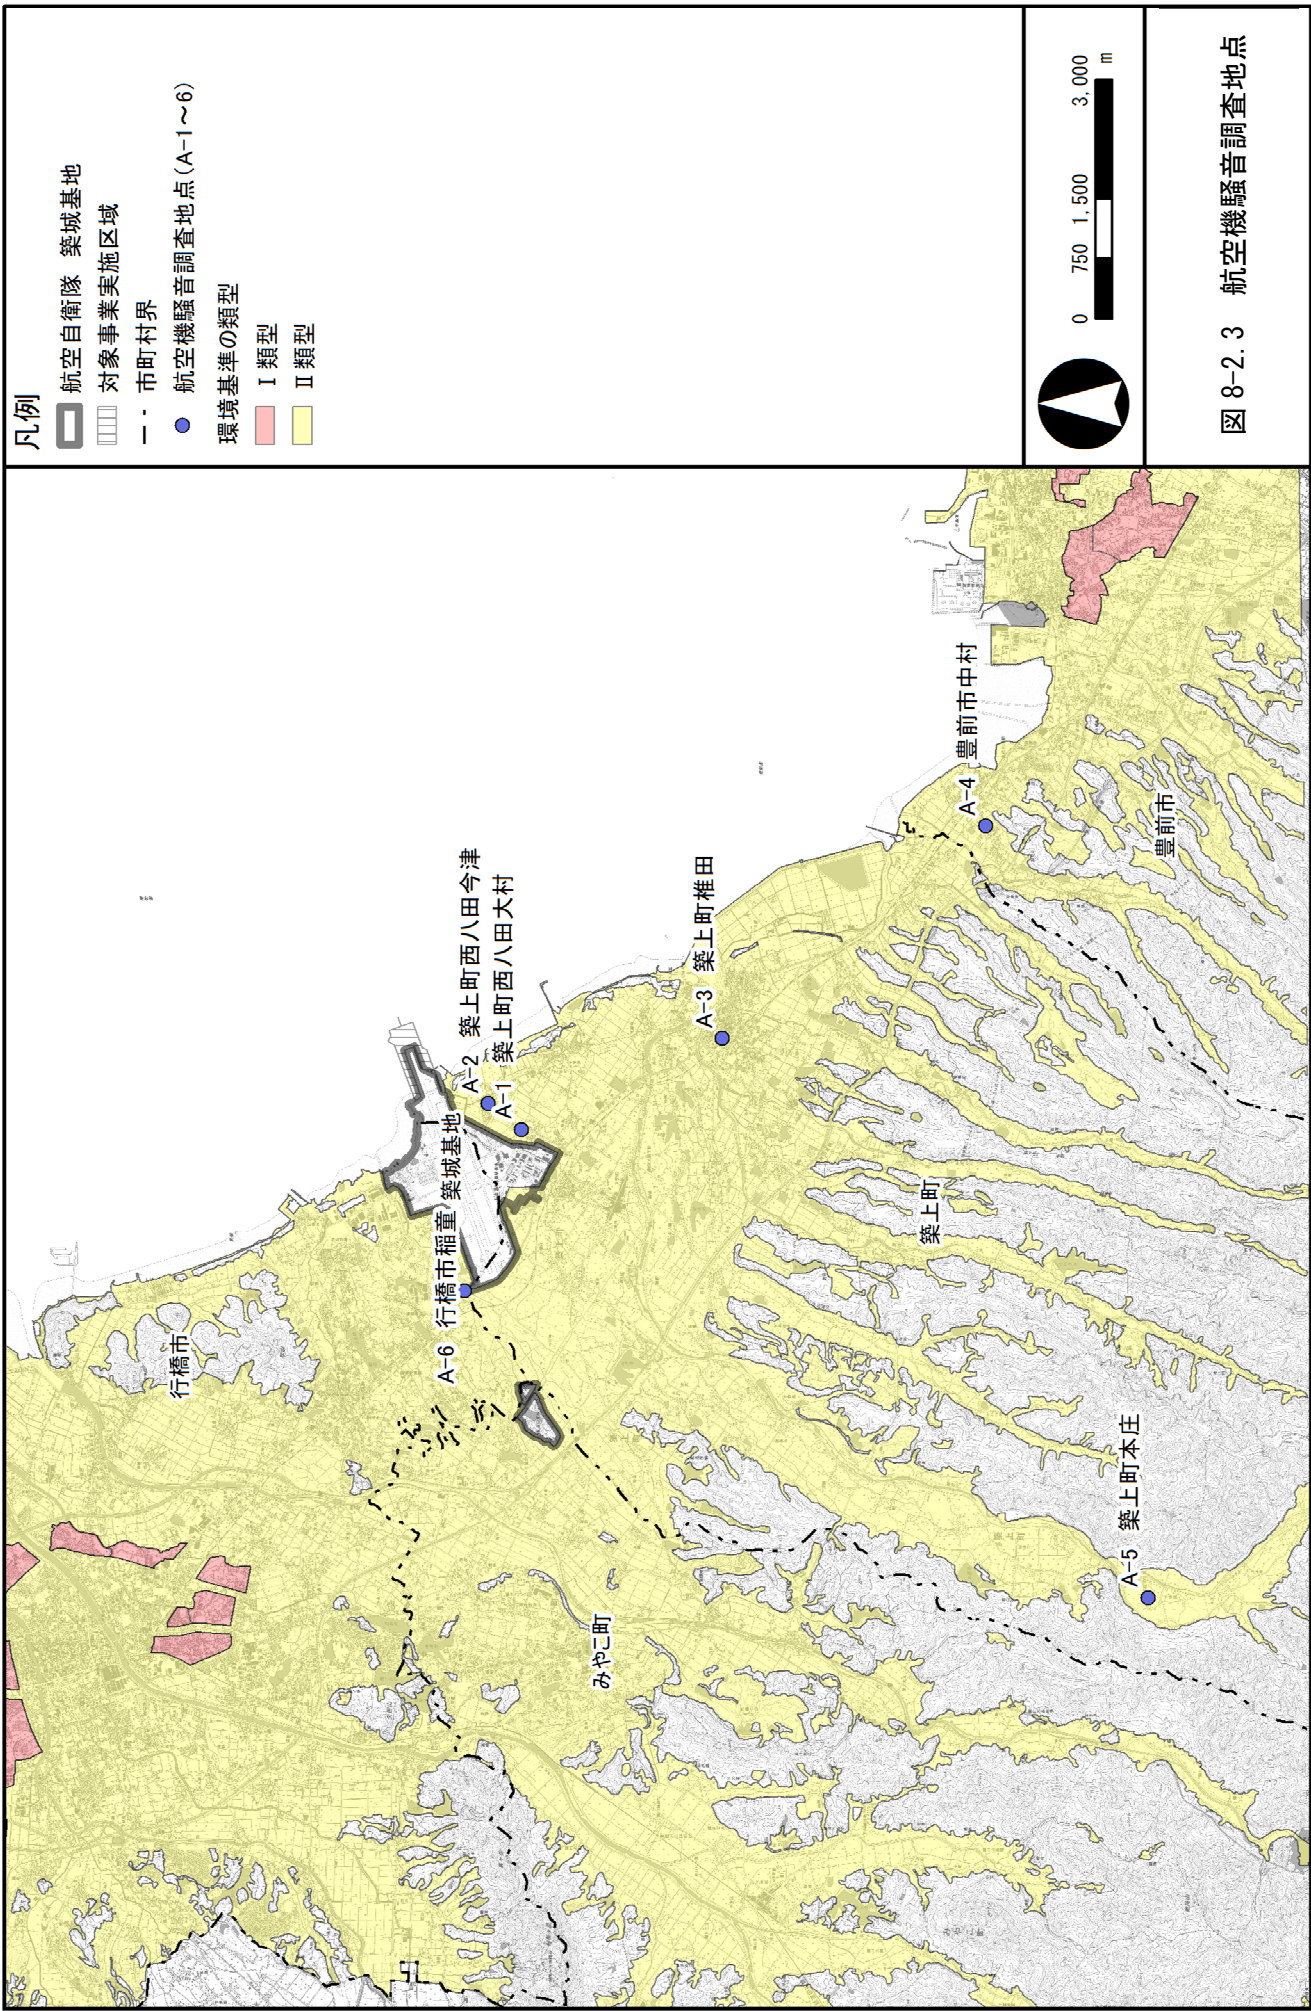 凡例
航空自衛隊 築城基地
対象事業実施区域
市町村界
航空機騒音調査地点(A-1～6)
環境基準の類型
Ⅰ類型
Ⅱ類型
0 750 1,500 3,000
m
図 8-2.3 航空機騒音調査地点
行橋市
A-6 行橋市稲童
築城基地
A-2 築上町西八田今津
A-1 築上町西八田大村
A-3 築上町椎田
A-4 豊前市中村
豊前市
築上町
みやこ町
A-5 築上町本庄